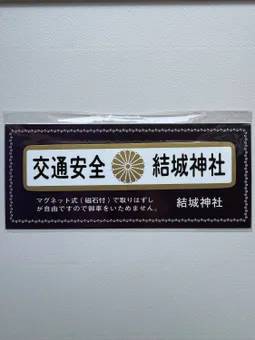 交通安全 結城神社
マグネット式(磁石付)で取りはずし
が自由ですので御車をいためません。
結城神社